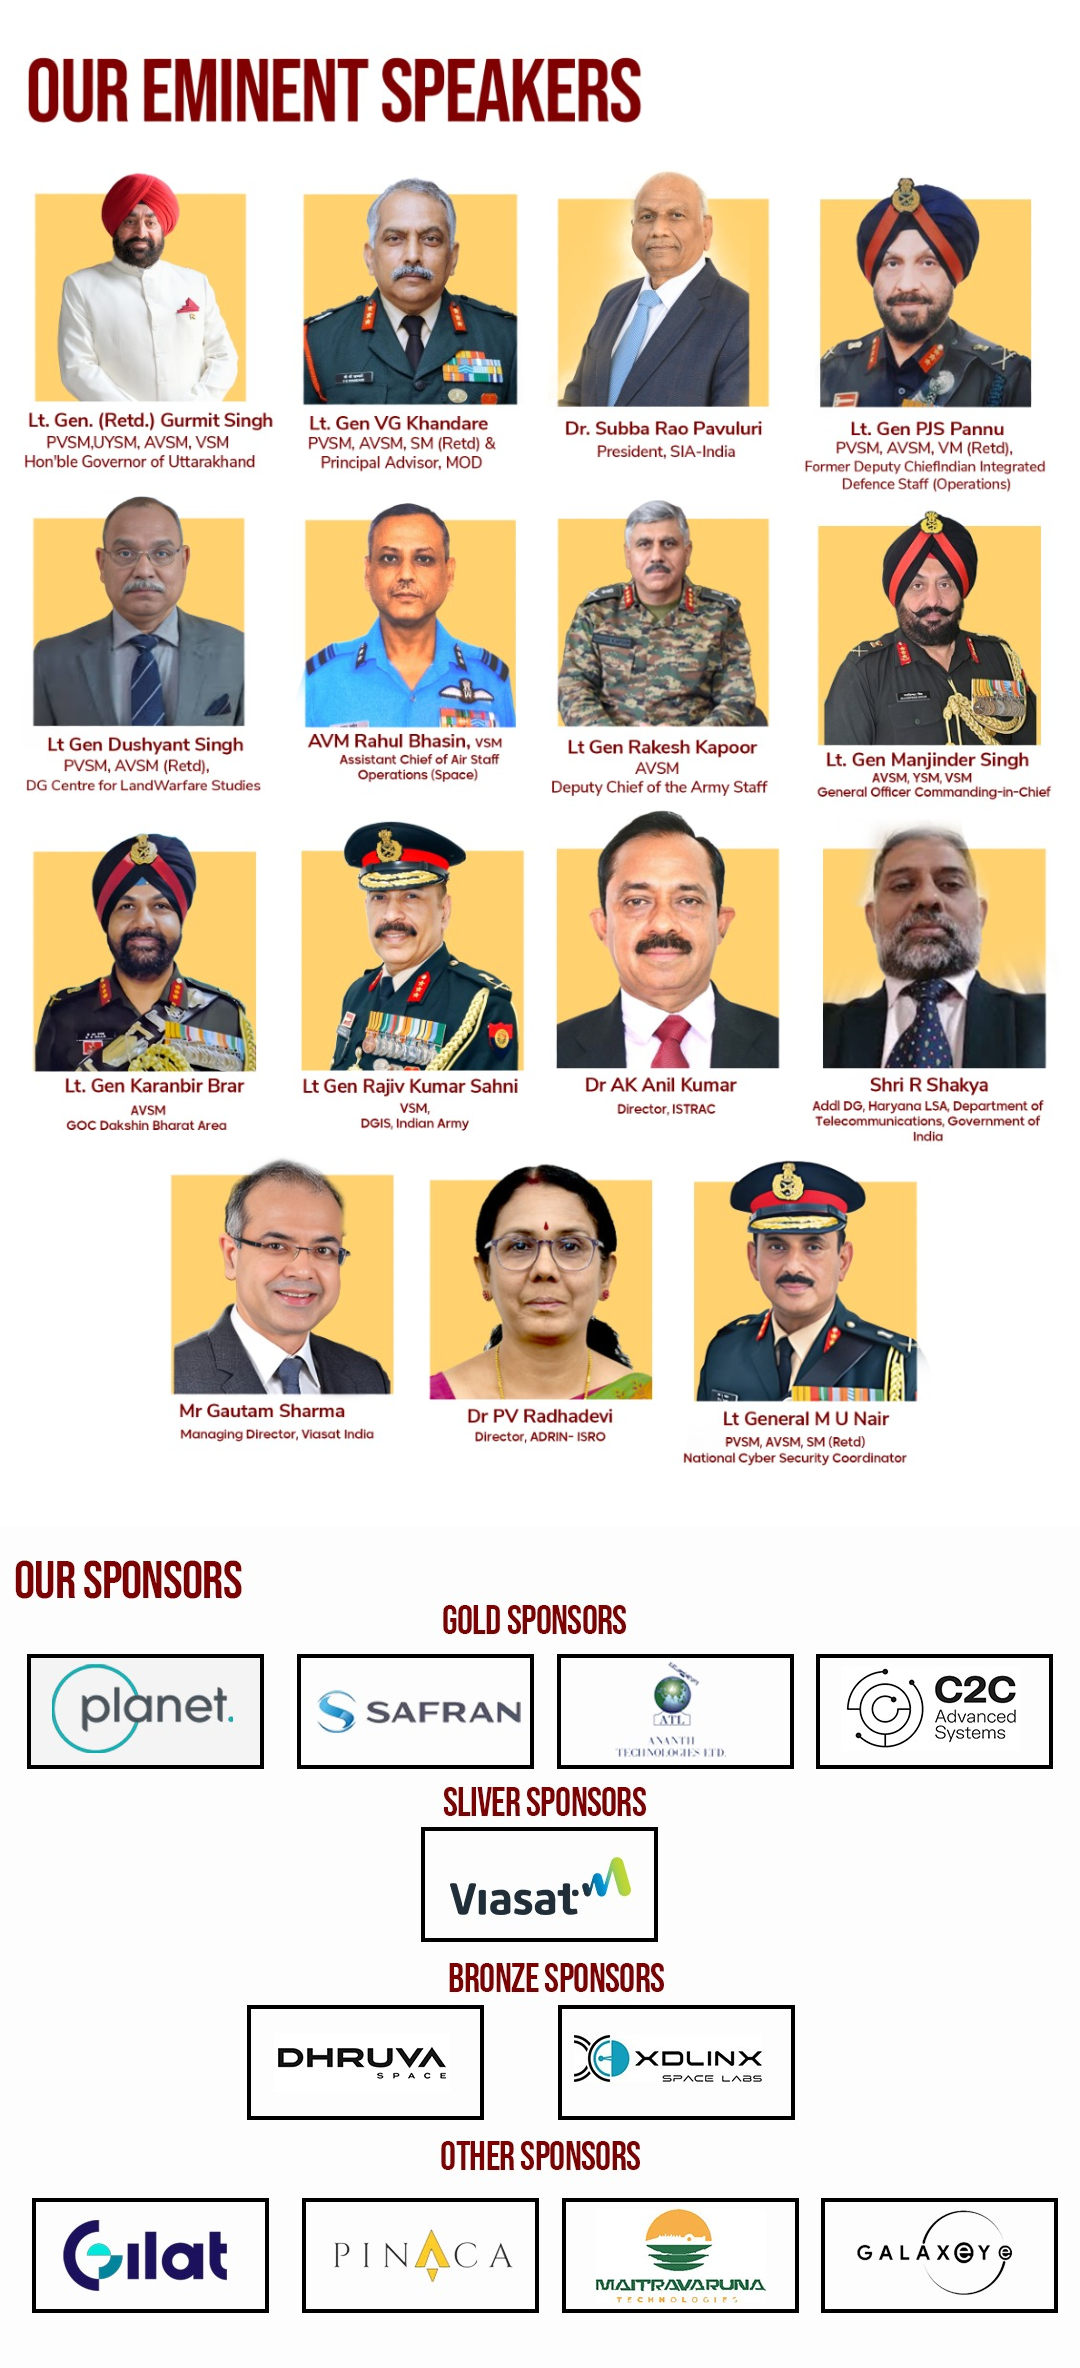 OUR EMINENT SPEAKERS
Lt. Gen. (Retd.) Gurmit Singh
PVSM,UYSM, AVSM, VSM
Hon'ble Governor of Uttarakhand
Lt. Gen VG Khandare
PVSM, AVSM, SM (Retd) &
Principal Advisor, MOD
Dr. Subba Rao Pavuluri
President, SIA-India
Lt. Gen PJS Pannu
PVSM, AVSM, VM (Retd),
Former Deputy ChiefIndian Integrated
Defence Staff (Operations)
Lt Gen Dushyant Singh
PVSM, AVSM (Retd),
DG Centre for LandWarfare Studies
AVM Rahul Bhasin, VSM
Assistant Chief of Air Staff
Operations (Space)
Lt Gen Rakesh Kapoor
AVSM
Deputy Chief of the Army Staff
Lt. Gen Manjinder Singh
AVSM, YSM, VSM
General Officer Commanding-in-Chief
Lt. Gen Karanbir Brar
AVSM
GOC Dakshin Bharat Area
Lt Gen Rajiv Kumar Sahni
VSM,
DGIS, Indian Army
Dr AK Anil Kumar
Director, ISTRAC
Shri R Shakya
Addl DG, Haryana LSA, Department of
Telecommunications, Government of
India
Mr Gautam Sharma
Managing Director, Viasat India
Dr PV Radhadevi
Director, ADRIN- ISRO
Lt General M U Nair
PVSM, AVSM, SM (Retd)
National Cyber Security Coordinator
OUR SPONSORS
GOLD SPONSORS
planet.
SAFRAN
ATL
ANANTH
TECHNOLOGIES LTD.
C2C
Advanced
Systems
SLIVER SPONSORS
Viasat
BRONZE SPONSORS
DHRUVA
SPACE
XDLINX
SPACE LABS
OTHER SPONSORS
Gilat
PINACA
MAITRAVARUNA
TECHNOLOGIES
GALAXEYE